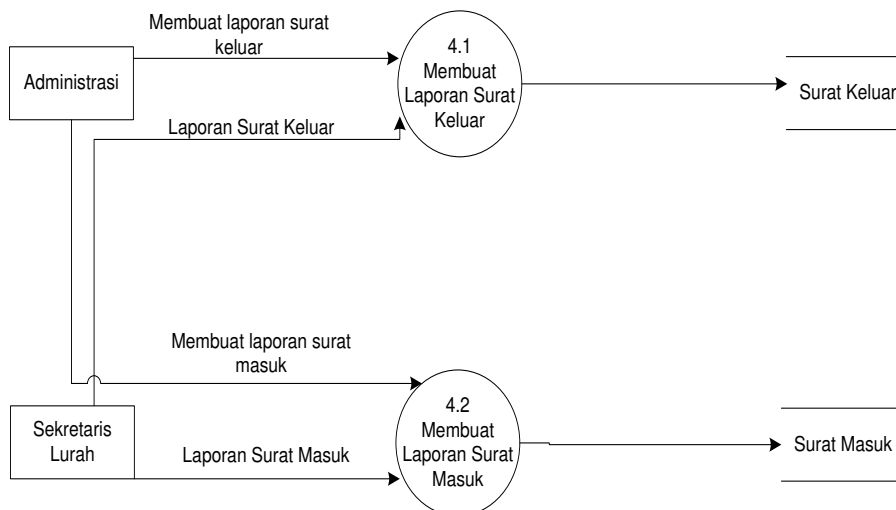 Membuat laporan surat
keluar
Administrasi
4.1
Membuat
Laporan Surat
Keluar
Surat Keluar
Laporan Surat Keluar
Membuat laporan surat
masuk
Sekretaris
Lurah
Laporan Surat Masuk
4.2
Membuat
Laporan Surat
Masuk
Surat Masuk